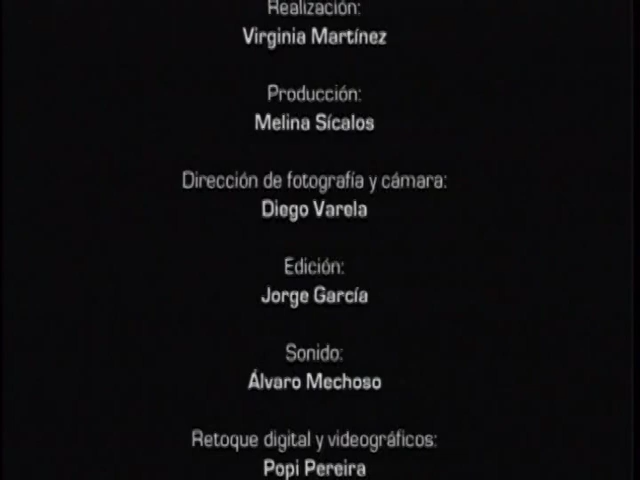 Realización:
Virginia Martínez
Producción:
Melina Sícalos
Dirección de fotografía y cámara:
Diego Varela
Edición:
Jorge García
Sonido:
Álvaro Mechoso
Retoque digital y videográficos:
Popi Pereira